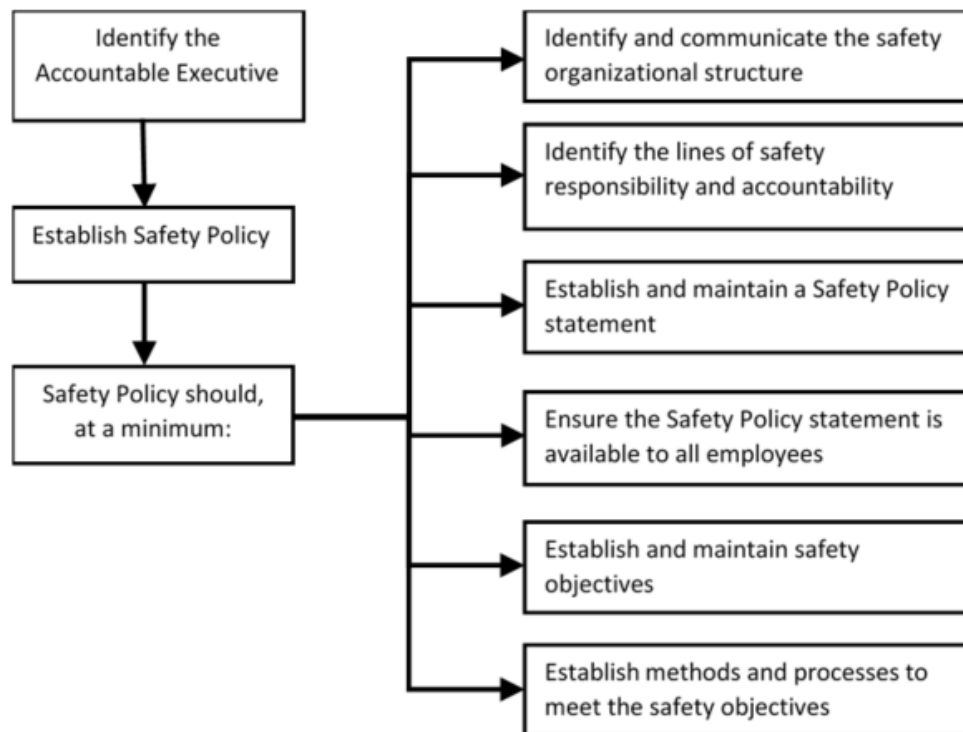 Identify the
Accountable Executive
Establish Safety Policy
Safety Policy should,
at a minimum:
Identify and communicate the safety
organizational structure
Identify the lines of safety
responsibility and accountability
Establish and maintain a Safety Policy
statement
Ensure the Safety Policy statement is
available to all employees
Establish and maintain safety
objectives
Establish methods and processes to
meet the safety objectives